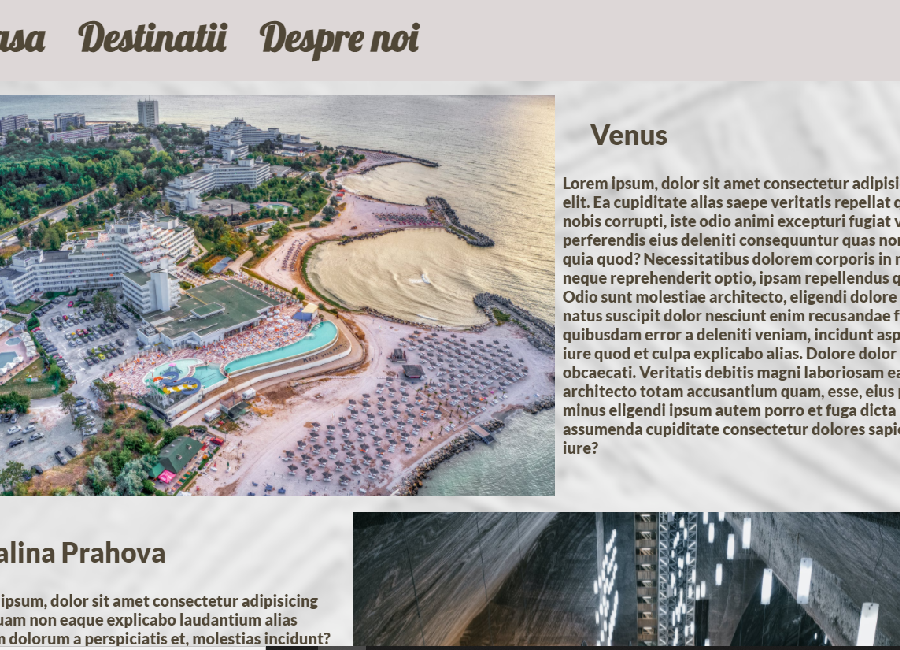 asa Destinatii Despre noi
Venus
Lorem ipsum, dolor sit amet consectetur adipisi
elit. Ea cupiditate alias saepe veritatis repellat
nobis corrupti, iste odio animi excepturi fugiat
perferendis eius deleniti consequuntur quas non
quia quod? Necessitatibus dolorem corporis in
neque reprehenderit optio, ipsam repellendus
Odio sunt molestiae architecto, eligendi dolore
natus suscipit dolor nesciunt enim recusandae
quibusdam error a deleniti veniam, incidunt asp
iure quod et culpa explicabo alias. Dolore dolor
obcaecati. Veritatis debitis magni laboriosam ea
architecto totam accusantium quam, esse, eius
minus eligendi ipsum autem porro et fuga dicta
assumenda cupiditate consectetur dolores sapie
iure?
alina Prahova
ipsum, dolor sit amet consectetur adipisicing
uam non eaque explicabo laudantium alias
dolorum a perspiciatis et, molestias incidunt?